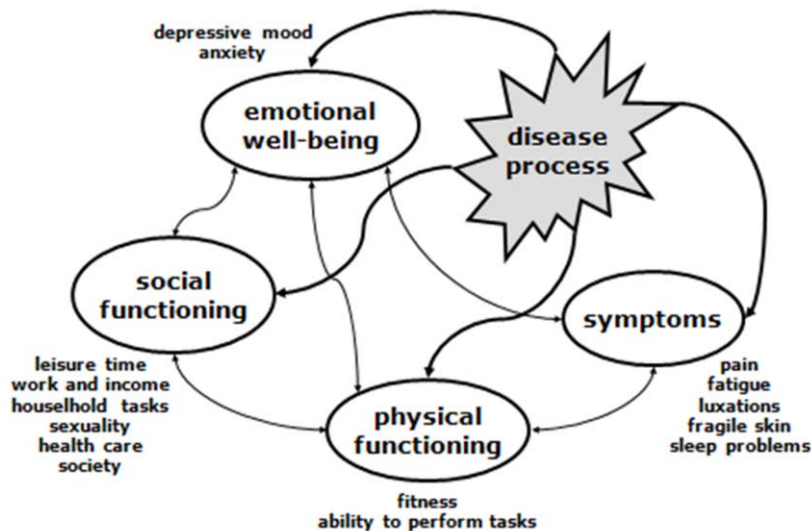 depressive mood
anxiety
emotional
well-being
disease
process
social
functioning
symptoms
leisure time
work and income
houselhold tasks
sexuality
health care
society
physical
functioning
pain
fatigue
luxations
fragile skin
sleep problems
fitness
ability to perform tasks